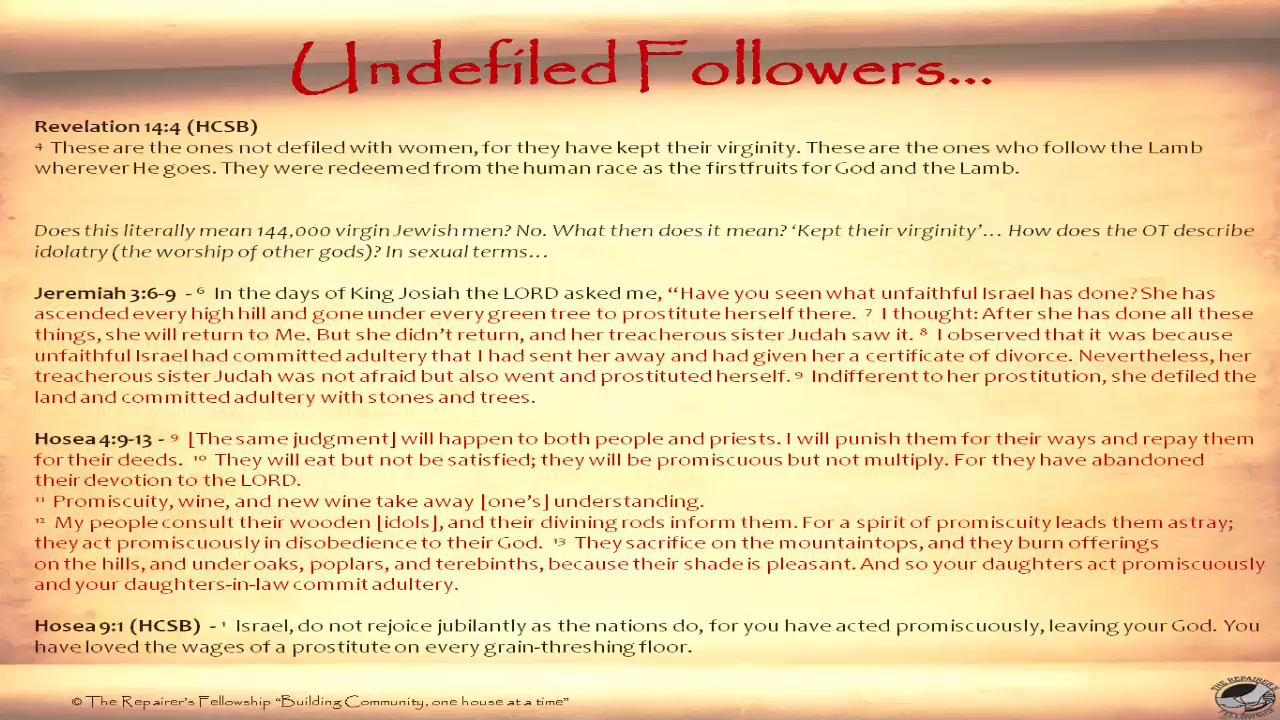 Undefiled Followers...
Revelation 14:4 (HCSB)
⁴ These are the ones not defiled with women, for they have kept their virginity. These are the ones who follow the Lamb
wherever He goes. They were redeemed from the human race as the firstfruits for God and the Lamb.
Does this literally mean 144,000 virgin Jewish men? No. What then does it mean? ‘Kept their virginity’… How does the OT describe
idolatry (the worship of other gods)? In sexual terms…
Jeremiah 3:6-9 - ⁶ In the days of King Josiah the LORD asked me, “Have you seen what unfaithful Israel has done? She has
ascended every high hill and gone under every green tree to prostitute herself there. ⁷ I thought: After she has done all these
things, she will return to Me. But she didn’t return, and her treacherous sister Judah saw it. ⁸ I observed that it was because
unfaithful Israel had committed adultery that I had sent her away and had given her a certificate of divorce. Nevertheless, her
treacherous sister Judah was not afraid but also went and prostituted herself. ⁹ Indifferent to her prostitution, she defiled the
land and committed adultery with stones and trees.
Hosea 4:9-13 - ⁹ [The same judgment] will happen to both people and priests. I will punish them for their ways and repay them
for their deeds. ¹⁰ They will eat but not be satisfied; they will be promiscuous but not multiply. For they have abandoned
their devotion to the LORD.
¹¹ Promiscuity, wine, and new wine take away [one’s] understanding.
¹² My people consult their wooden [idols], and their divining rods inform them. For a spirit of promiscuity leads them astray;
they act promiscuously in disobedience to their God. ¹³ They sacrifice on the mountaintops, and they burn offerings
on the hills, and under oaks, poplars, and terebinths, because their shade is pleasant. And so your daughters act promiscuously
and your daughters-in-law commit adultery.
Hosea 9:1 (HCSB) - ¹ Israel, do not rejoice jubilantly as the nations do, for you have acted promiscuously, leaving your God. You
have loved the wages of a prostitute on every grain-threshing floor.
© The Repairer’s Fellowship “Building Community, one house at a time”
THE REPAIRER'S
FELLOWSHIP